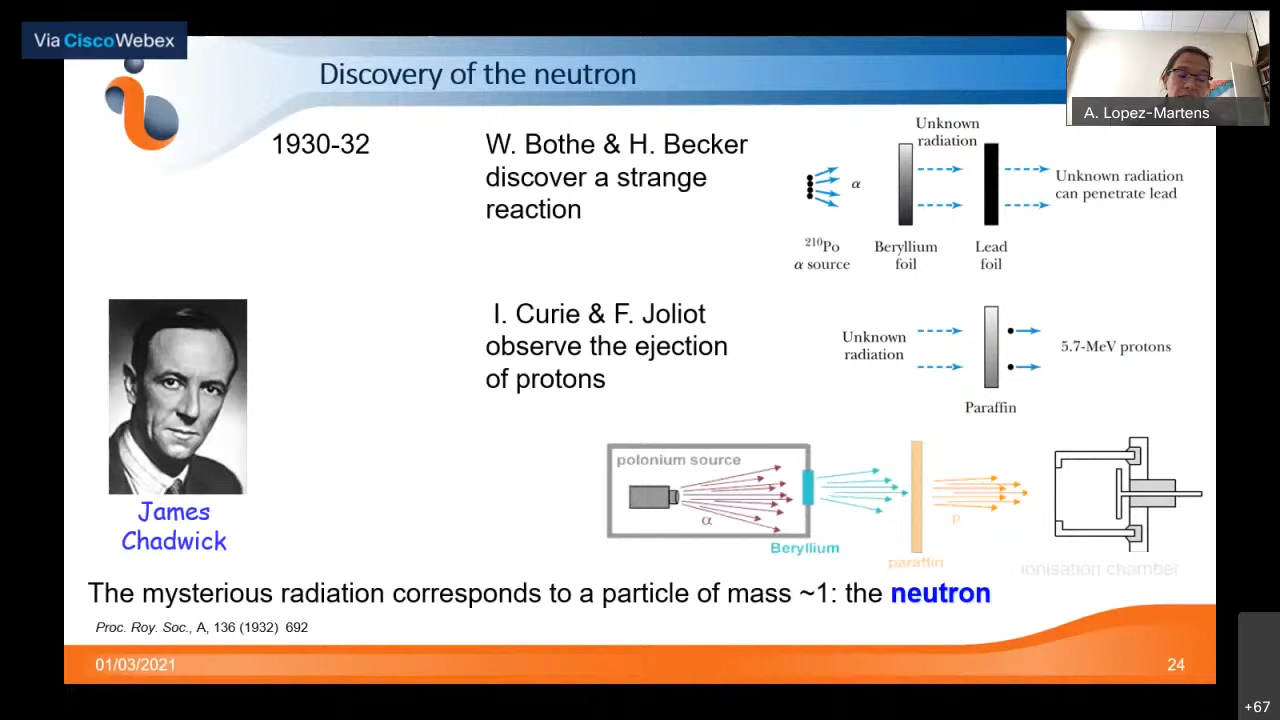 Via Cisco Webex
Discovery of the neutron
A. Lopez-Martens
1930-32
W. Bothe & H. Becker
discover a strange
reaction
Unknown
radiation
α
Unknown radiation
can penetrate lead
²¹⁰Po
α source
Beryllium
foil
Lead
foil
I. Curie & F. Joliot
observe the ejection
of protons
Unknown
radiation
5.7-MeV protons
Paraffin
James
Chadwick
polonium source
α
Beryllium
p
paraffin
ionisation chamber
The mysterious radiation corresponds to a particle of mass ~1: the neutron
Proc. Roy. Soc., A, 136 (1932) 692
01/03/2021
24
+67